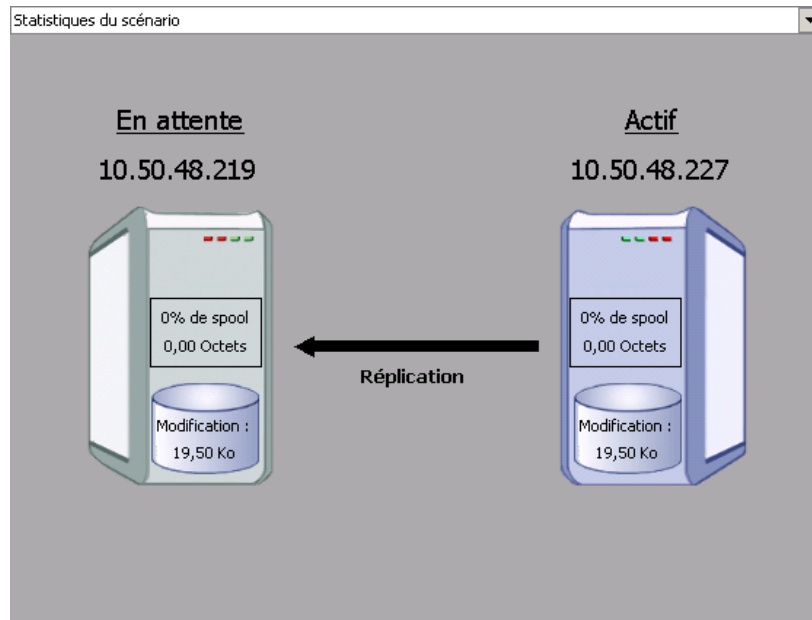 Statistiques du scénario
En attente
10.50.48.219
0% de spool
0,00 Octets
Modification :
19,50 Ko
Réplication
Actif
10.50.48.227
0% de spool
0,00 Octets
Modification :
19,50 Ko